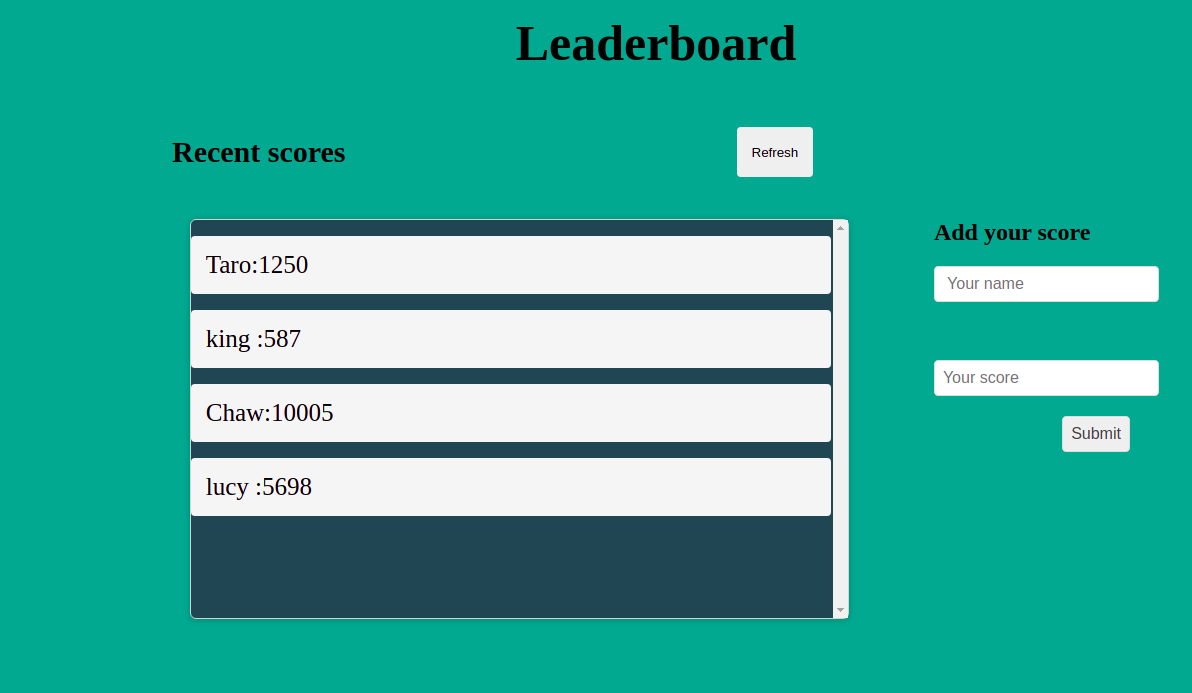 Leaderboard
Recent scores
Refresh
Taro:1250
king :587
Chaw:10005
lucy :5698
Add your score
Your name
Your score
Submit